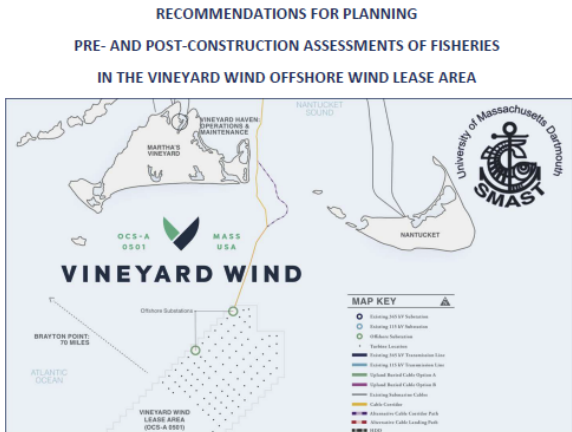 RECOMMENDATIONS FOR PLANNING
PRE- AND POST-CONSTRUCTION ASSESSMENTS OF FISHERIES
IN THE VINEYARD WIND OFFSHORE WIND LEASE AREA
NANTUCKET
SOUND
VINEYARD HAVEN:
OPERATIONS &
MAINTENANCE
MARTHA'S
VINEYARD
University of Massachusetts Dartmouth
SMAST
OCS-A
0501
MASS
USA
NANTUCKET
VINEYARD WIND
Offshore Substations
BRAYTON POINT:
70 MILES
ATLANTIC
OCEAN
VINEYARD WIND
LEASE AREA
(OCS-A 0501)
MAP KEY
Existing 345 kV Substation
Existing 115 kV Substation
Offshore Substation
Turbine Location
Existing 345 kV Transmission Line
Existing 115 kV Transmission Line
Upland Buried Cable Option A
Upland Buried Cable Option B
Existing Submarine Cables
Cable Corridor
Alternative Cable Corridor Path
Alternative Cable Landing Path